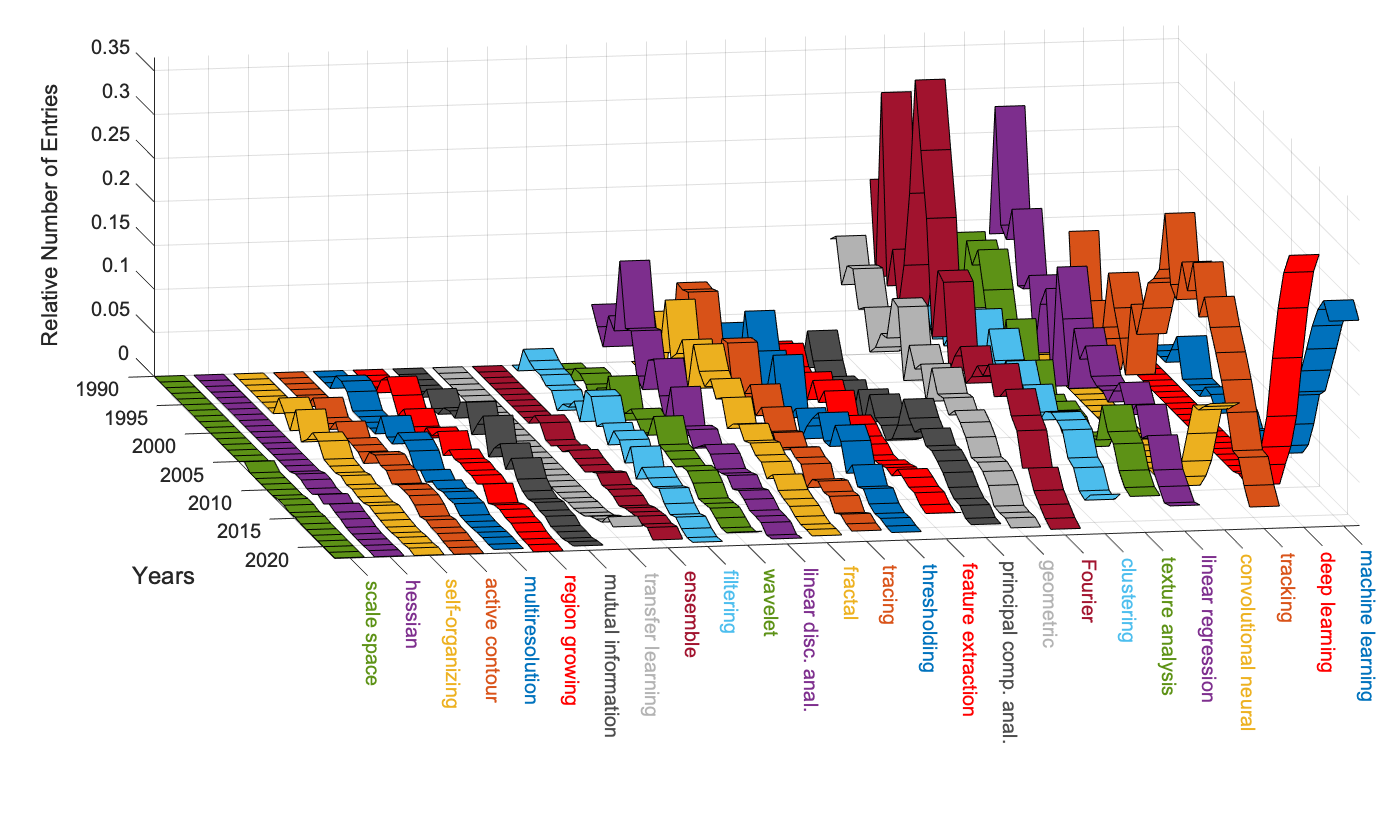 0.35
0.3
0.25
0.2
0.15
0.1
0.05
0
Relative Number of Entries
1990
1995
2000
2005
2010
2015
2020
Years
scale space
hessian
self-organizing
active contour
multiresolution
region growing
mutual information
transfer learning
ensemble
filtering
wavelet
linear disc. anal.
fractal
tracing
thresholding
feature extraction
principal comp. anal.
geometric
Fourier
clustering
texture analysis
linear regression
convolutional neural
tracking
deep learning
machine learning